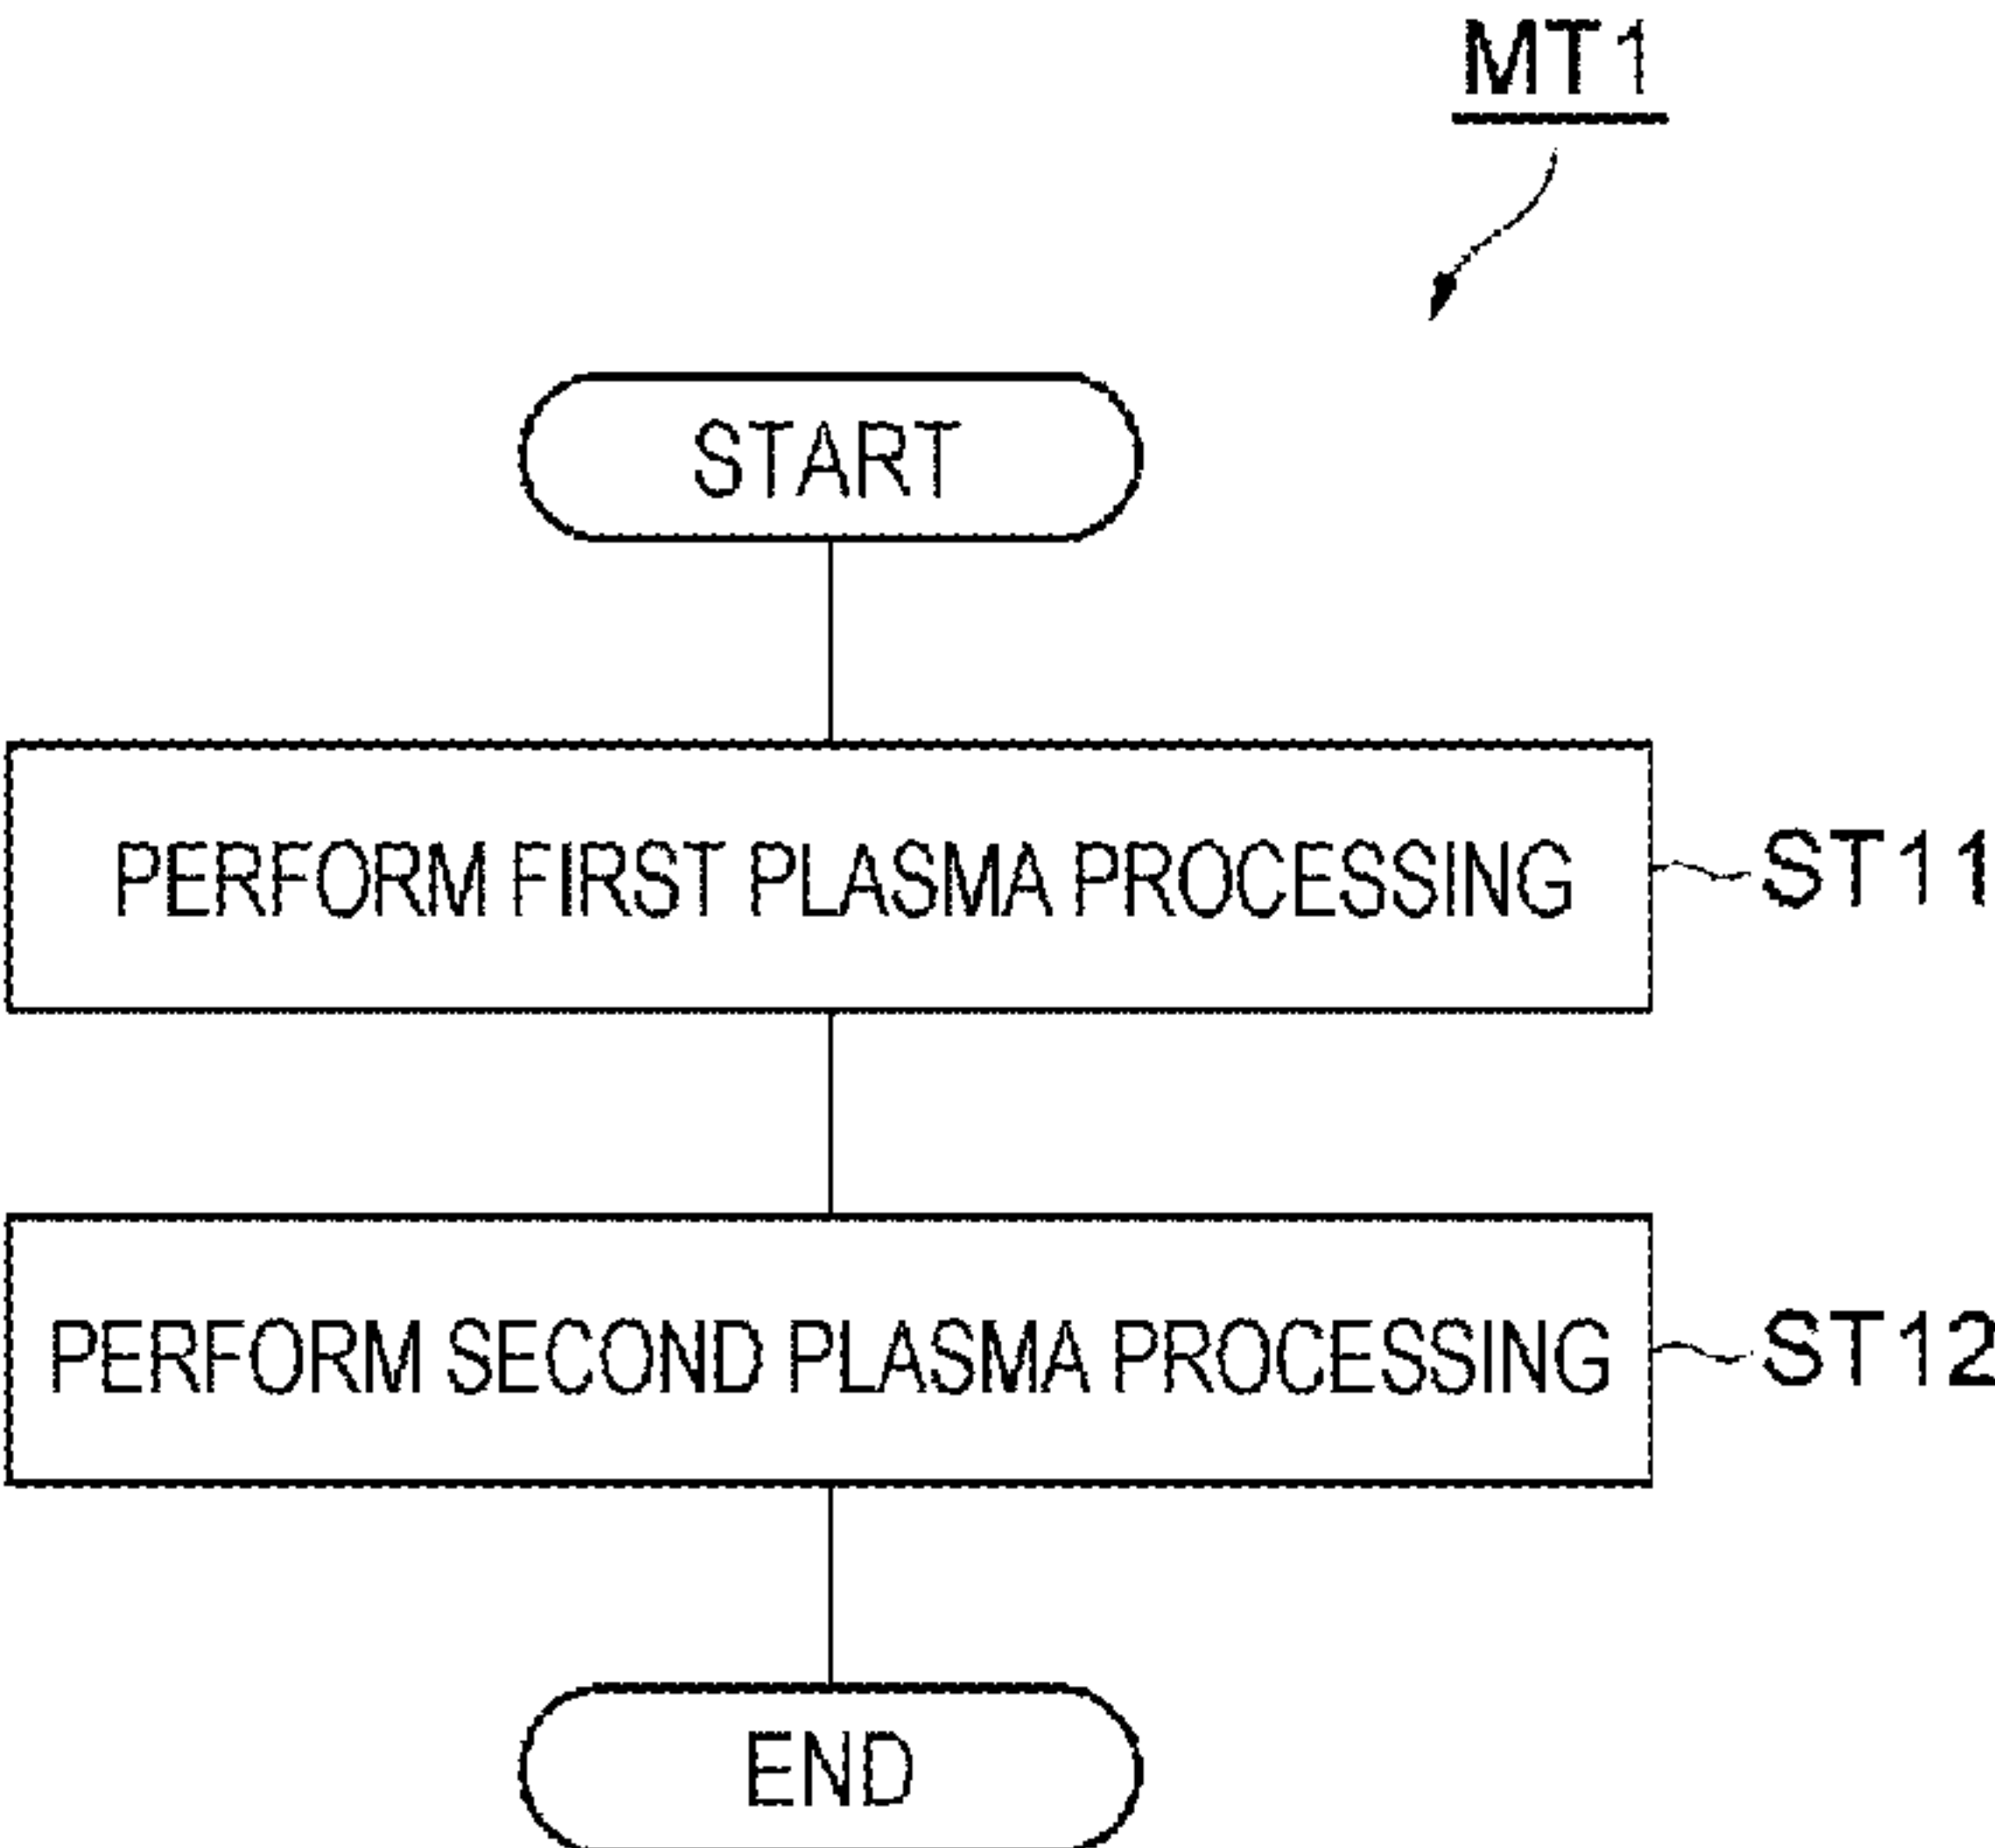 MT1
START
PERFORM FIRST PLASMA PROCESSING
ST11
PERFORM SECOND PLASMA PROCESSING
ST12
END